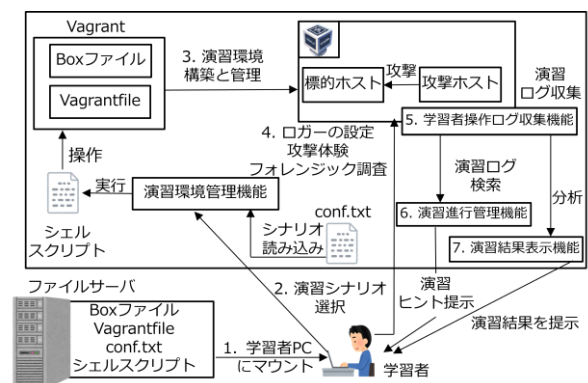 Vagrant
Boxファイル
Vagrantfile
3. 演習環境
構築と管理
標的ホスト
攻撃
攻撃ホスト
演習
ログ収集
5. 学習者操作ログ収集機能
4. ロガーの設定
攻撃体験
フォレンジック調査
操作
実行
演習環境管理機能
シェル
スクリプト
conf.txt
シナリオ
読み込み
演習ログ
検索
分析
6. 演習進行管理機能
7. 演習結果表示機能
ファイルサーバ
Boxファイル
Vagrantfile
conf.txt
シェルスクリプト
1. 学習者PC
にマウント
2. 演習シナリオ
選択
演習
ヒント提示
演習結果を提示
学習者